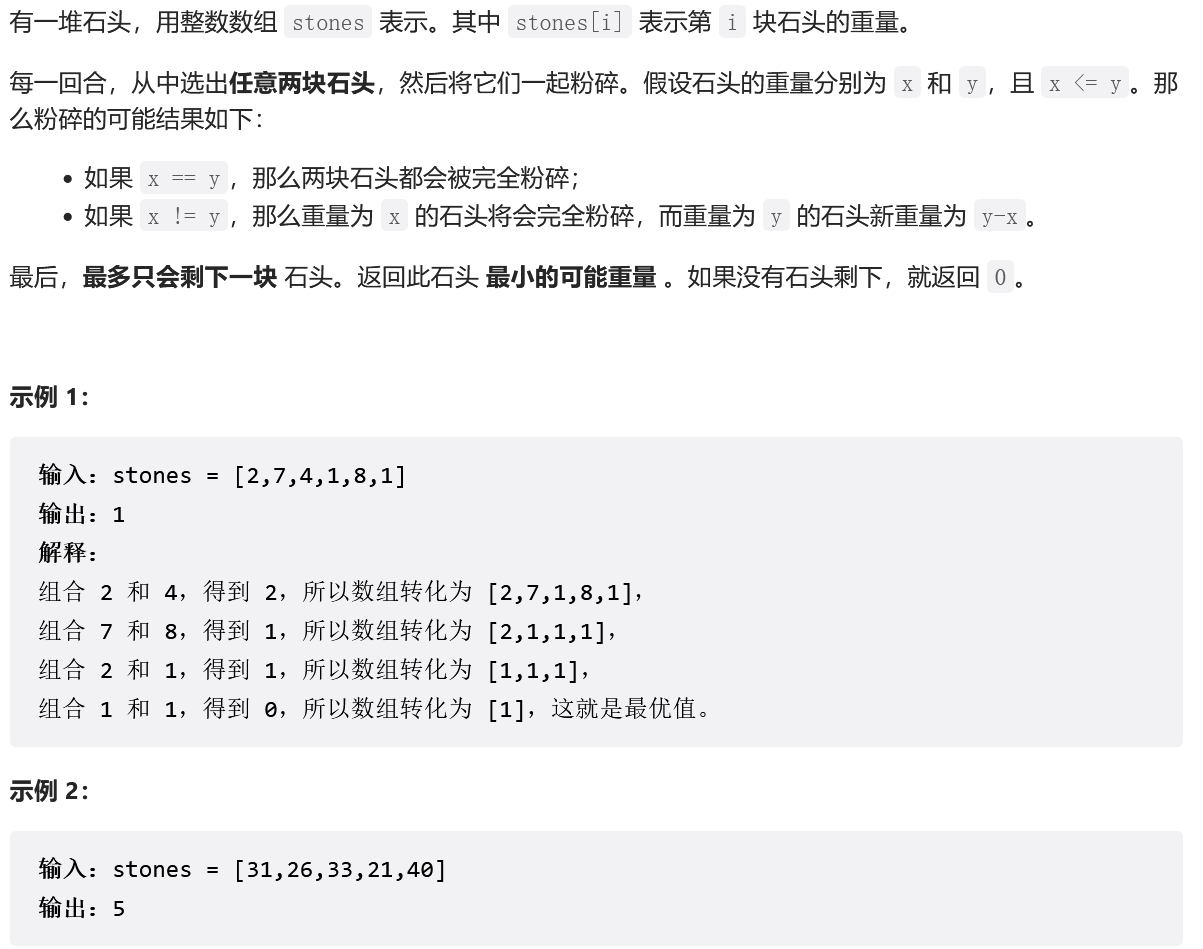 有一堆石头，用整数数组 stones 表示。其中 stones[i] 表示第 i 块石头的重量。
每一回合，从中选出任意两块石头，然后将它们一起粉碎。假设石头的重量分别为 x 和 y，且 x <= y。那
么粉碎的可能结果如下：
• 如果 x == y，那么两块石头都会被完全粉碎；
• 如果 x != y，那么重量为 x 的石头将会完全粉碎，而重量为 y 的石头新重量为 y-x。
最后，最多只会剩下一块 石头。返回此石头 最小的可能重量 。如果没有石头剩下，就返回 0。
示例 1：
输入：stones = [2,7,4,1,8,1]
输出：1
解释：
组合 2 和 4，得到 2，所以数组转化为 [2,7,1,8,1]，
组合 7 和 8，得到 1，所以数组转化为 [2,1,1,1]，
组合 2 和 1，得到 1，所以数组转化为 [1,1,1]，
组合 1 和 1，得到 0，所以数组转化为 [1]，这就是最优值。
示例 2：
输入：stones = [31,26,33,21,40]
输出：5